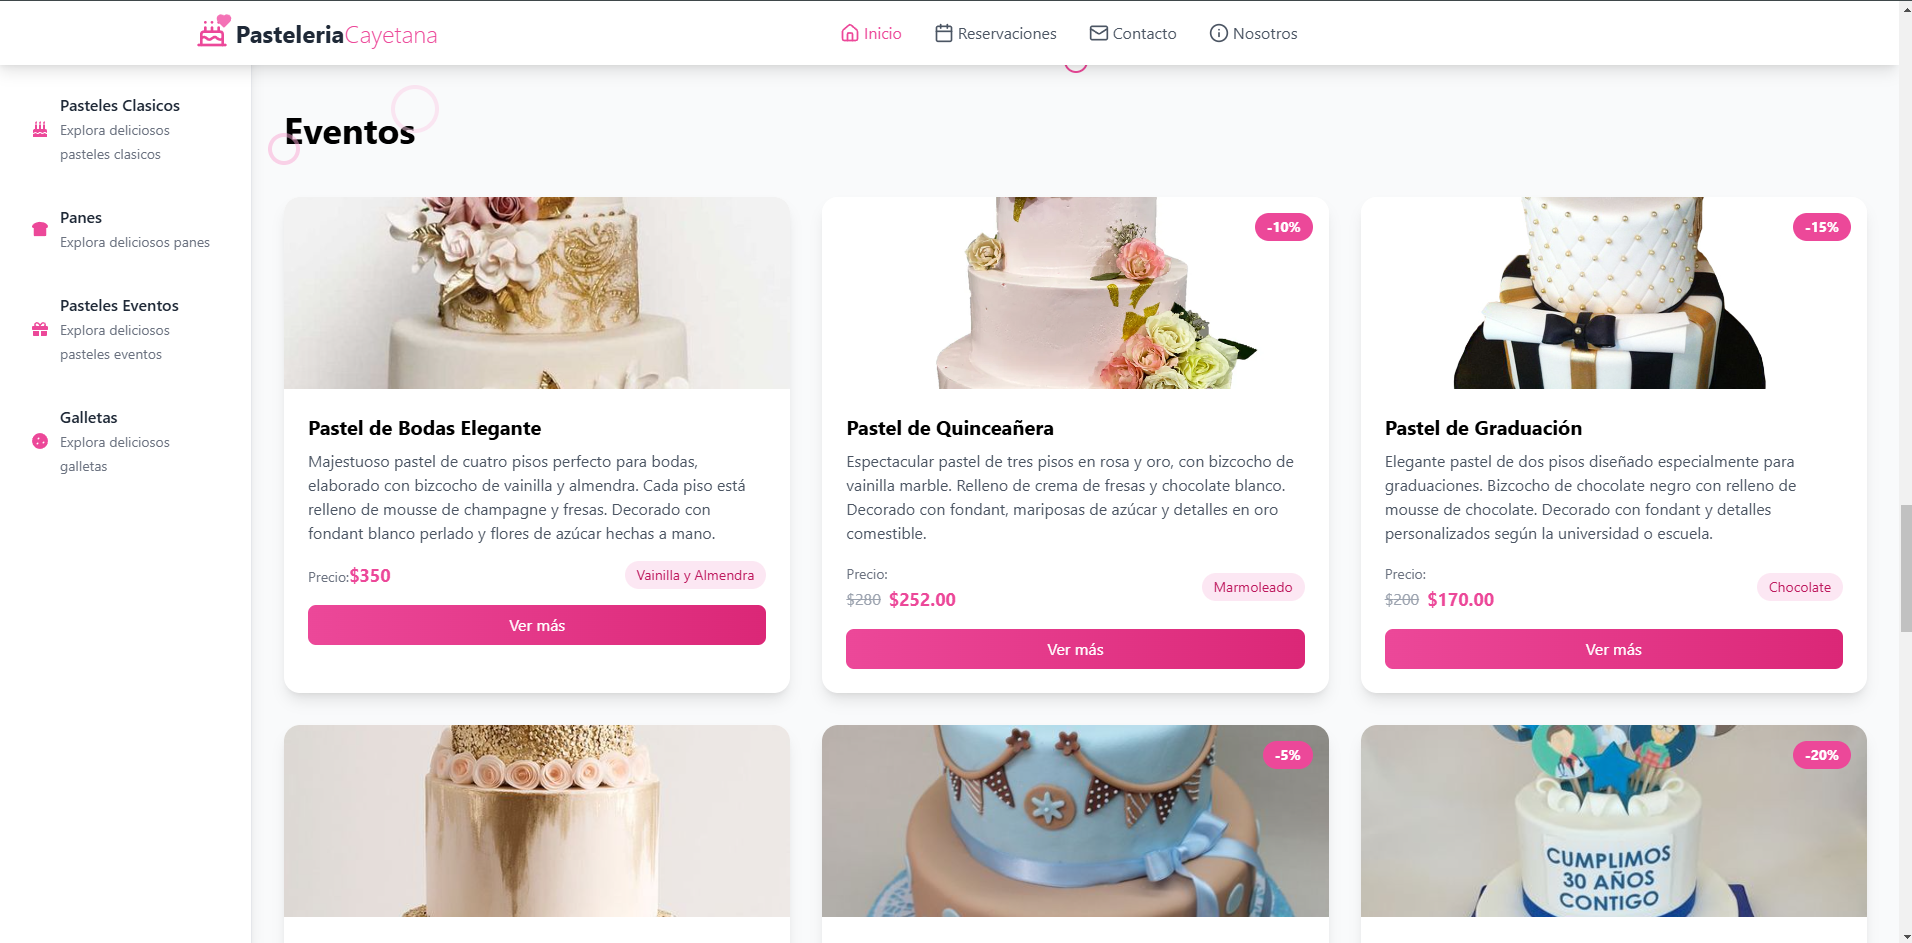 PasteleriaCayetana
Inicio
Reservaciones
Contacto
Nosotros
Pasteles Clasicos
Explora deliciosos
pasteles clasicos
Panes
Explora deliciosos panes
Pasteles Eventos
Explora deliciosos
pasteles eventos
Galletas
Explora deliciosos
galletas
Eventos
Pastel de Bodas Elegante
Majestuoso pastel de cuatro pisos perfecto para bodas,
elaborado con bizcocho de vainilla y almendra. Cada piso está
relleno de mousse de champagne y fresas. Decorado con
fondant blanco perlado y flores de azúcar hechas a mano.
Precio:$350
Vainilla y Almendra
Ver más
-10%
Pastel de Quinceañera
Espectacular pastel de tres pisos en rosa y oro, con bizcocho de
vainilla marble. Relleno de crema de fresas y chocolate blanco.
Decorado con fondant, mariposas de azúcar y detalles en oro
comestible.
Precio:
$280 $252.00
Marmoleado
Ver más
-15%
Pastel de Graduación
Elegante pastel de dos pisos diseñado especialmente para
graduaciones. Bizcocho de chocolate negro con relleno de
mousse de chocolate. Decorado con fondant y detalles
personalizados según la universidad o escuela.
Precio:
$200 $170.00
Chocolate
Ver más
-5%
-20%
CUMPLIMOS
30 AÑOS
CONTIGO